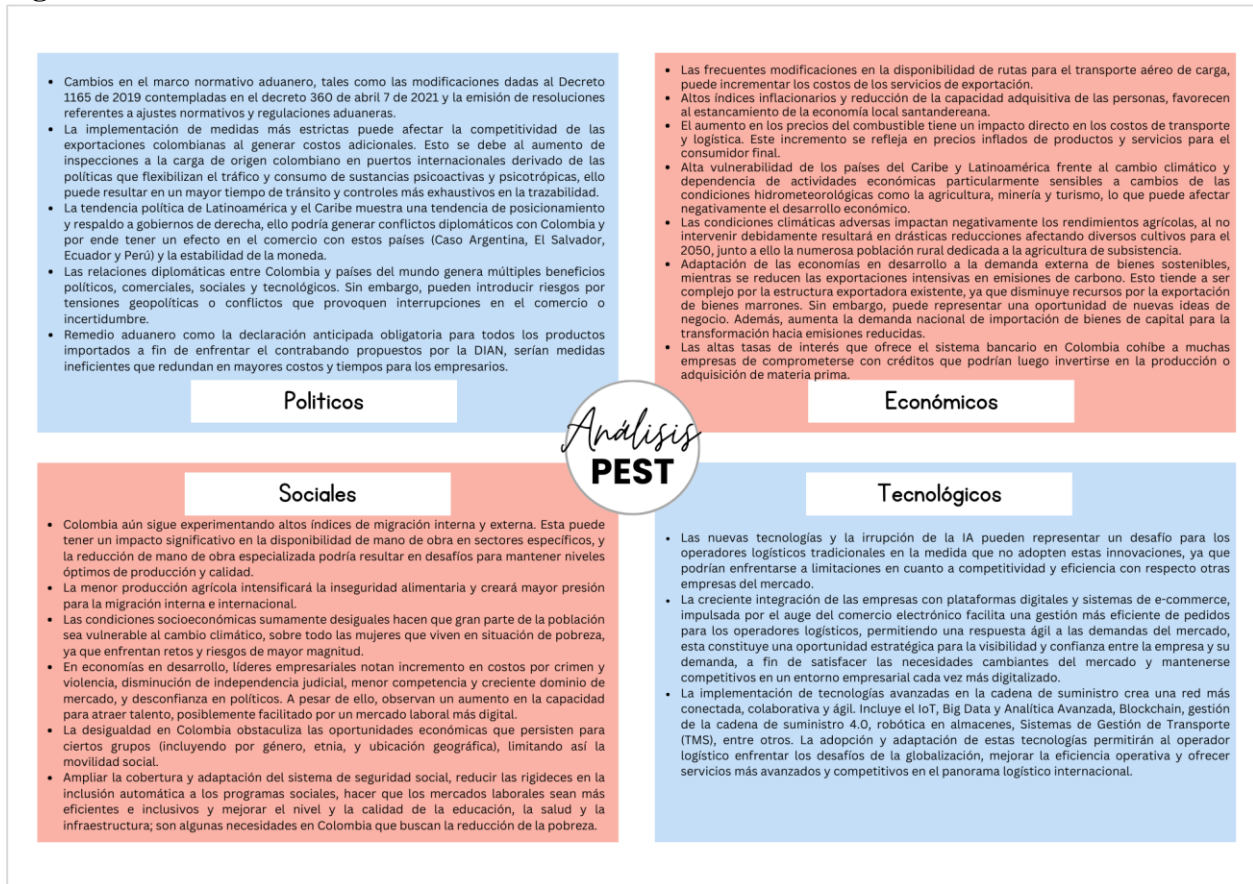 • Cambios en el marco normativo aduanero, tales como las modificaciones dadas al Decreto
1165 de 2019 contempladas en el decreto 360 de abril 7 de 2021 y la emisión de resoluciones
referentes a ajustes normativos y regulaciones aduaneras.
• La implementación de medidas más estrictas puede afectar la competitividad de las
exportaciones colombianas al generar costos adicionales. Esto se debe al aumento de
inspecciones a la carga de origen colombiano en puertos internacionales derivado de las
políticas que flexibilizan el tráfico y consumo de sustancias psicoactivas y psicotrópicas, ello
puede resultar en un mayor tiempo de tránsito y controles más exhaustivos en la trazabilidad.
• La tendencia política de Latinoamérica y el Caribe muestra una tendencia de posicionamiento
y respaldo a gobiernos de derecha, ello podría generar conflictos diplomáticos con Colombia y
por ende tener un efecto en el comercio con estos países (Caso Argentina, El Salvador,
Ecuador y Perú) y la estabilidad de la moneda.
• Las relaciones diplomáticas entre Colombia y países del mundo genera múltiples beneficios
políticos, comerciales, sociales y tecnológicos. Sin embargo, pueden introducir riesgos por
tensiones geopolíticas o conflictos que provoquen interrupciones en el comercio o
incertidumbre.
• Remedio aduanero como la declaración anticipada obligatoria para todos los productos
importados a fin de enfrentar el contrabando propuestos por la DIAN, serían medidas
ineficientes que redundan en mayores costos y tiempos para los empresarios.
Políticos
• Las frecuentes modificaciones en la disponibilidad de rutas para el transporte aéreo de carga,
puede incrementar los costos de los servicios de exportación.
• Altos índices inflacionarios y reducción de la capacidad adquisitiva de las personas, favorecen
al estancamiento de la economía local santandereana.
• El aumento en los precios del combustible tiene un impacto directo en los costos de transporte
y logística. Este incremento se refleja en precios inflados de productos y servicios para el
consumidor final.
• Alta vulnerabilidad de los países del Caribe y Latinoamérica frente al cambio climático y
dependencia de actividades económicas particularmente sensibles a cambios de las
condiciones hidrometeorológicas como la agricultura, minería y turismo, lo que puede afectar
negativamente el desarrollo económico.
• Las condiciones climáticas adversas impactan negativamente los rendimientos agrícolas, al no
intervenir debidamente resultará en drásticas reducciones afectando diversos cultivos para el
2050, junto a ello la numerosa población rural dedicada a la agricultura de subsistencia.
• Adaptación de las economías en desarrollo a la demanda externa de bienes sostenibles,
mientras se reducen las exportaciones intensivas en emisiones de carbono. Esto tiende a ser
complejo por la estructura exportadora existente, ya que disminuye recursos por la exportación
de bienes marrones. Sin embargo, puede representar una oportunidad de nuevas ideas de
negocio. Además, aumenta la demanda nacional de importación de bienes de capital para la
transformación hacia emisiones reducidas.
• Las altas tasas de interés que ofrece el sistema bancario en Colombia cohíbe a muchas
empresas de comprometerse con créditos que podrían luego invertirse en la producción o
adquisición de materia prima.
Económicos
Análisis
PEST
Sociales
• Colombia aún sigue experimentando altos índices de migración interna y externa. Esta puede
tener un impacto significativo en la disponibilidad de mano de obra en sectores específicos, y
la reducción de mano de obra especializada podría resultar en desafíos para mantener niveles
óptimos de producción y calidad.
• La menor producción agrícola intensificará la inseguridad alimentaria y creará mayor presión
para la migración interna e internacional.
• Las condiciones socioeconómicas sumamente desiguales hacen que gran parte de la población
sea vulnerable al cambio climático, sobre todo las mujeres que viven en situación de pobreza,
ya que enfrentan retos y riesgos de mayor magnitud.
• En economías en desarrollo, líderes empresariales notan incremento en costos por crimen y
violencia, disminución de independencia judicial, menor competencia y creciente dominio de
mercado, y desconfianza en políticos. A pesar de ello, observan un aumento en la capacidad
para atraer talento, posiblemente facilitado por un mercado laboral más digital.
• La desigualdad en Colombia obstaculiza las oportunidades económicas que persisten para
ciertos grupos (incluyendo por género, etnia, y ubicación geográfica), limitando así la
movilidad social.
• Ampliar la cobertura y adaptación del sistema de seguridad social, reducir las rigideces en la
inclusión automática a los programas sociales, hacer que los mercados laborales sean más
eficientes e inclusivos y mejorar el nivel y la calidad de la educación, la salud y la
infraestructura; son algunas necesidades en Colombia que buscan la reducción de la pobreza.
Tecnológicos
• Las nuevas tecnologías y la irrupción de la IA pueden representar un desafío para los
operadores logísticos tradicionales en la medida que no adopten estas innovaciones, ya que
podrían enfrentarse a limitaciones en cuanto a competitividad y eficiencia con respecto otras
empresas del mercado.
• La creciente integración de las empresas con plataformas digitales y sistemas de e-commerce,
impulsada por el auge del comercio electrónico facilita una gestión más eficiente de pedidos
para los operadores logísticos, permitiendo una respuesta ágil a las demandas del mercado,
esta constituye una oportunidad estratégica para la visibilidad y confianza entre la empresa y su
demanda, a fin de satisfacer las necesidades cambiantes del mercado y mantenerse
competitivos en un entorno empresarial cada vez más digitalizado.
• La implementación de tecnologías avanzadas en la cadena de suministro crea una red más
conectada, colaborativa y ágil. Incluye el IoT, Big Data y Analítica Avanzada, Blockchain, gestión
de la cadena de suministro 4.0, robótica en almacenes, Sistemas de Gestión de Transporte
(TMS), entre otros. La adopción y adaptación de estas tecnologías permitirán al operador
logístico enfrentar los desafíos de la globalización, mejorar la eficiencia operativa y ofrecer
servicios más avanzados y competitivos en el panorama logístico internacional.